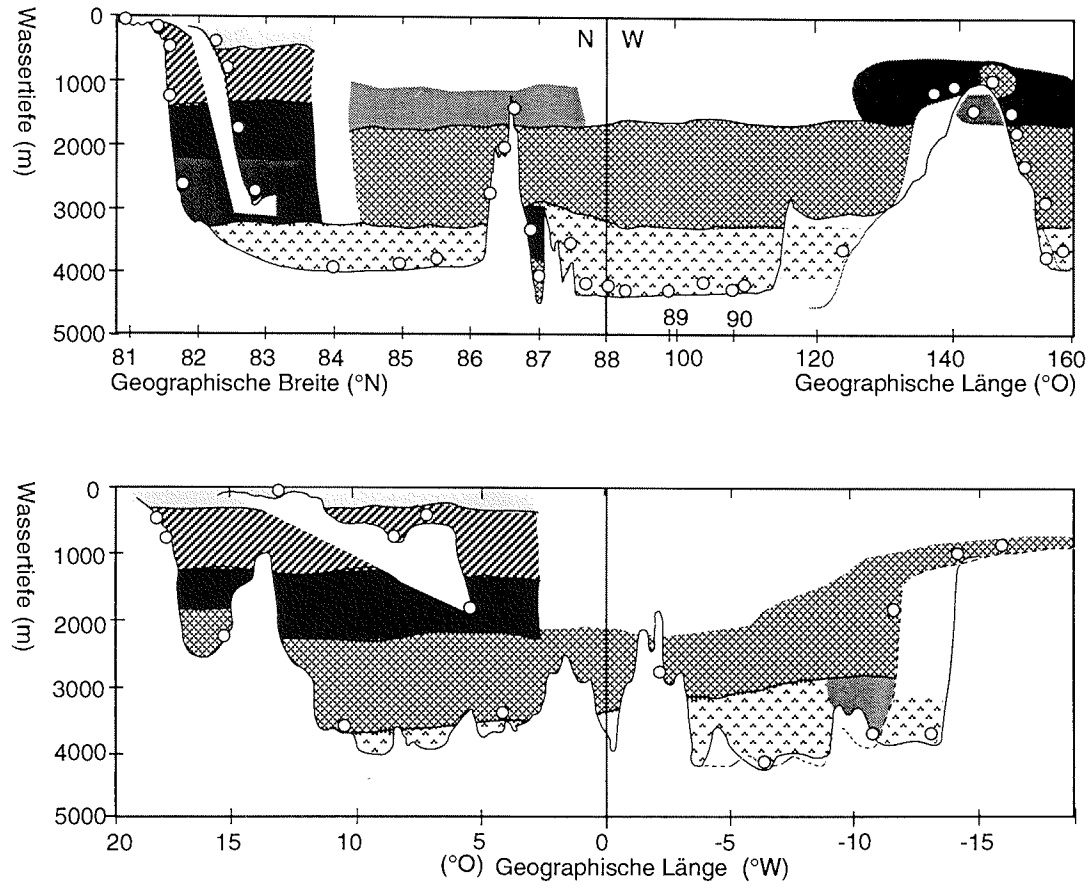 0
1000
2000
3000
4000
5000
Wassertiefe (m)
N W
89 90
81 82 83 84 85 86 87 88 100 120 140 160
Geographische Breite (°N) Geographische Länge (°O)
0
1000
2000
3000
4000
5000
Wassertiefe (m)
20 15 10 5 0 -5 -10 -15
(°O) Geographische Länge (°W)